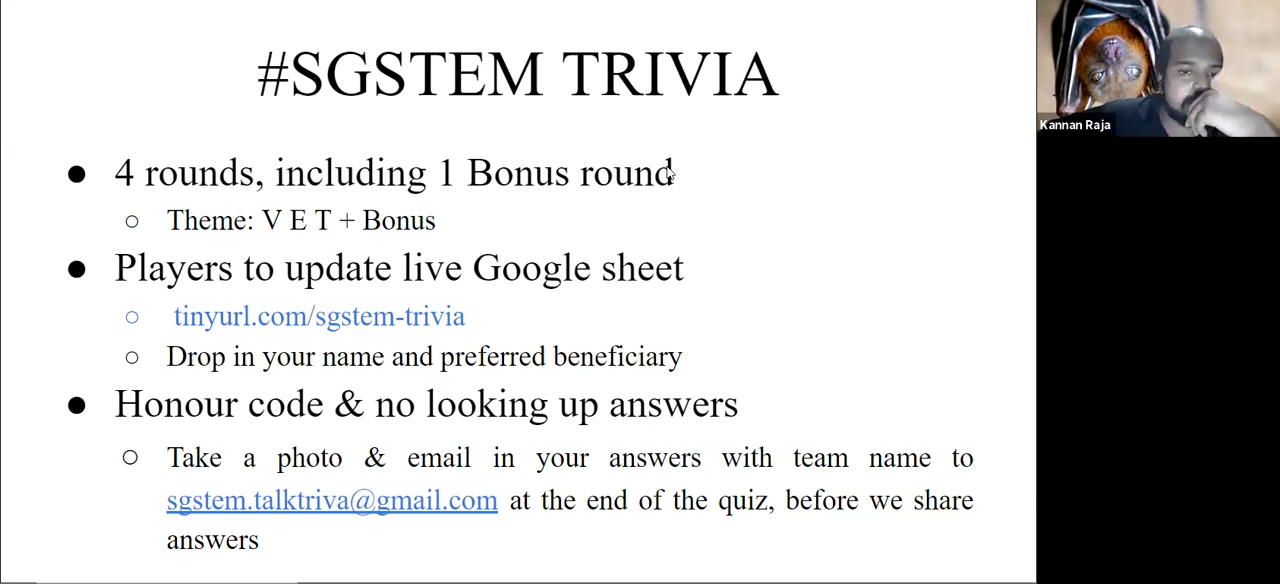 #SGSTEM TRIVIA
Kannan Raja
● 4 rounds, including 1 Bonus round
○ Theme: V E T + Bonus
● Players to update live Google sheet
○ tinyurl.com/sgstem-trivia
○ Drop in your name and preferred beneficiary
● Honour code & no looking up answers
○ Take a photo & email in your answers with team name to
sgstem.talktriva@gmail.com at the end of the quiz, before we share
answers